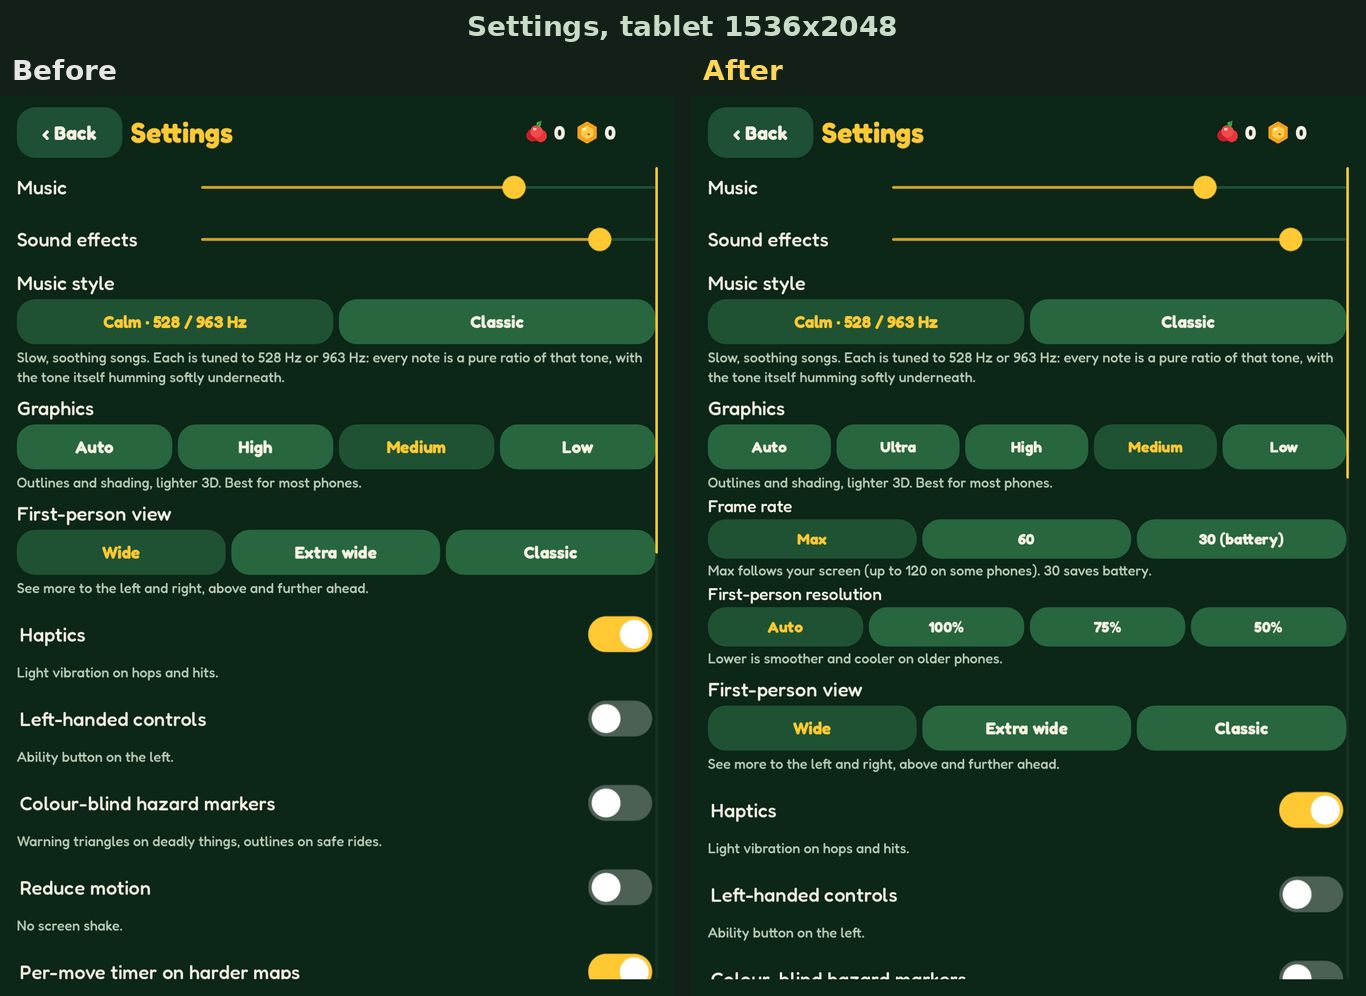 Settings, tablet 1536x2048
Before
‹ Back Settings 0 0
Music
Sound effects
Music style
Calm · 528 / 963 Hz Classic
Slow, soothing songs. Each is tuned to 528 Hz or 963 Hz: every note is a pure ratio of that tone, with
the tone itself humming softly underneath.
Graphics
Auto High Medium Low
Outlines and shading, lighter 3D. Best for most phones.
First-person view
Wide Extra wide Classic
See more to the left and right, above and further ahead.
Haptics
Light vibration on hops and hits.
Left-handed controls
Ability button on the left.
Colour-blind hazard markers
Warning triangles on deadly things, outlines on safe rides.
Reduce motion
No screen shake.
Per-move timer on harder maps
After
‹ Back Settings 0 0
Music
Sound effects
Music style
Calm · 528 / 963 Hz Classic
Slow, soothing songs. Each is tuned to 528 Hz or 963 Hz: every note is a pure ratio of that tone, with
the tone itself humming softly underneath.
Graphics
Auto Ultra High Medium Low
Outlines and shading, lighter 3D. Best for most phones.
Frame rate
Max 60 30 (battery)
Max follows your screen (up to 120 on some phones). 30 saves battery.
First-person resolution
Auto 100% 75% 50%
Lower is smoother and cooler on older phones.
First-person view
Wide Extra wide Classic
See more to the left and right, above and further ahead.
Haptics
Light vibration on hops and hits.
Left-handed controls
Ability button on the left.
Colour-blind hazard markers